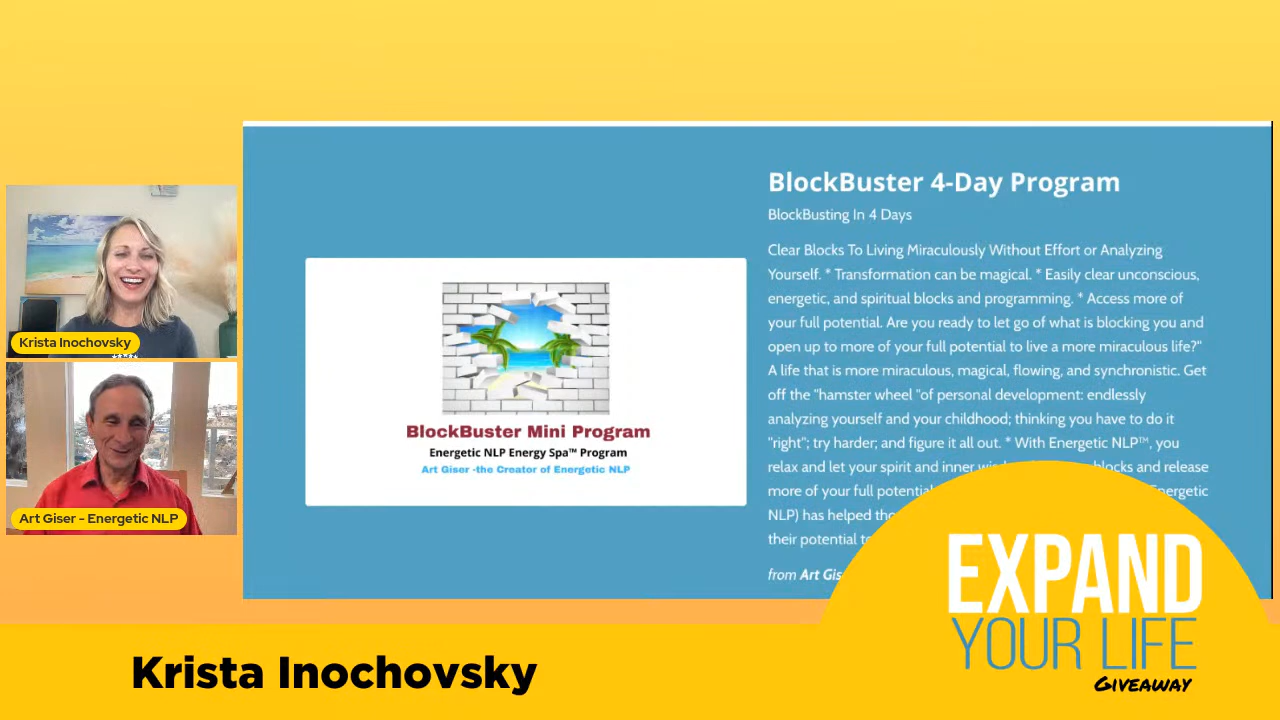 BlockBuster 4-Day Program
BlockBusting In 4 Days
Clear Blocks To Living Miraculously Without Effort or Analyzing
Yourself. * Transformation can be magical. * Easily clear unconscious,
energetic, and spiritual blocks and programming. * Access more of
your full potential. Are you ready to let go of what is blocking you and
open up to more of your full potential to live a more miraculous life?"
A life that is more miraculous, magical, flowing, and synchronistic. Get
off the "hamster wheel "of personal development: endlessly
analyzing yourself and your childhood; thinking you have to do it
"right"; try harder; and figure it all out. * With Energetic NLP™, you
relax and let your spirit and inner blocks and release
more of your full potential Energetic
NLP) has helped
their potential
from Art
BlockBuster Mini Program
Energetic NLP Energy Spa™ Program
Art Giser -the Creator of Energetic NLP
Krista Inochovsky
Art Giser - Energetic NLP
Krista Inochovsky
EXPAND
YOUR LIFE
GIVEAWAY